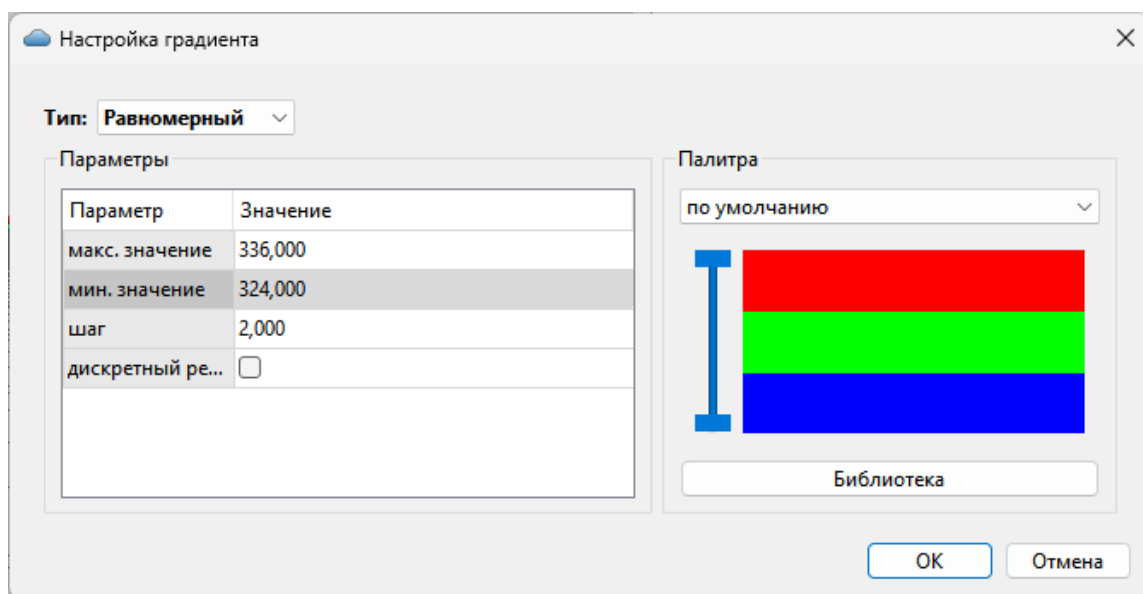 Настройка градиента
Тип: Равномерный
Параметры
Параметр Значение
макс. значение 336,000
мин. значение 324,000
шаг 2,000
дискретный ре...
Палитра
по умолчанию
Библиотека
ОК Отмена